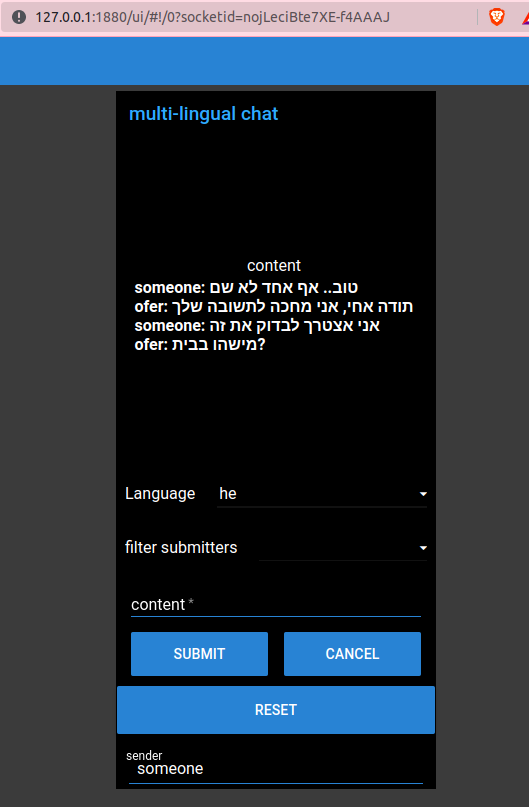 127.0.0.1:1880/ui/#!/0?socketid=nojLeciBte7XE-f4AAAJ
multi-lingual chat
content
someone: טוב.. אף אחד לא שם
ofer: תודה אחי, אני מחכה לתשובה שלך
someone: אני אצטרך לבדוק את זה
ofer: מישהו בבית?
Language he
filter submitters
content *
SUBMIT CANCEL
RESET
sender
someone